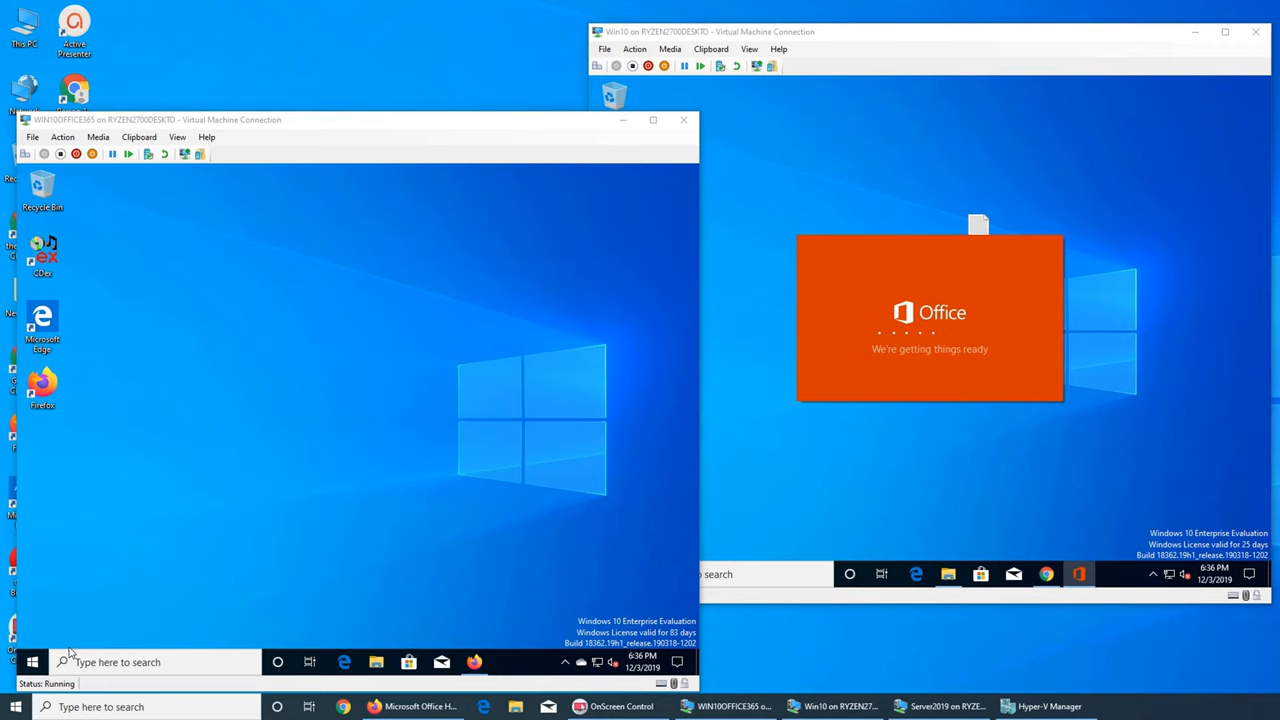 This PC
Active
Presenter
Win10 on RYZEN2700DESKTO - Virtual Machine Connection
File Action Media Clipboard View Help
WIN10OFFICE365 on RYZEN2700DESKTO - Virtual Machine Connection
File Action Media Clipboard View Help
Recycle Bin
CDex
Microsoft
Edge
Firefox
Office
We're getting things ready
Windows 10 Enterprise Evaluation
Windows License valid for 25 days
Build 18362.19h1_release.190318-1202
o search
6:36 PM
12/3/2019
Windows 10 Enterprise Evaluation
Windows License valid for 83 days
Build 18362.19h1_release.190318-1202
Type here to search
6:36 PM
12/3/2019
Status: Running
Type here to search
Microsoft Office H...
OnScreen Control
WIN10OFFICE365 o...
Win10 on RYZEN27...
Server2019 on RYZE...
Hyper-V Manager